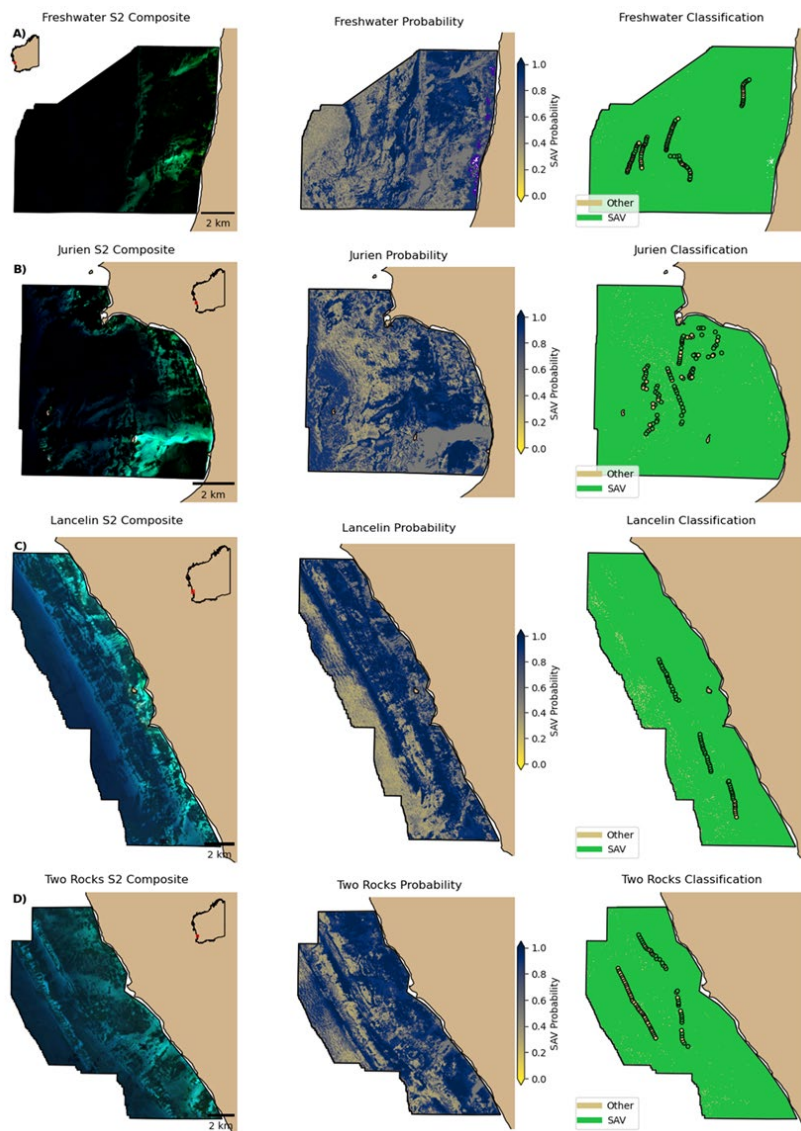 Freshwater S2 Composite
Freshwater Probability
Freshwater Classification
A)
1.0
0.8
0.6
0.4
0.2
0.0
SAV Probability
2 km
Other
SAV
Jurien S2 Composite
Jurien Probability
Jurien Classification
B)
1.0
0.8
0.6
0.4
0.2
0.0
SAV Probability
2 km
Other
SAV
Lancelin S2 Composite
Lancelin Probability
Lancelin Classification
C)
1.0
0.8
0.6
0.4
0.2
0.0
SAV Probability
2 km
Other
SAV
Two Rocks S2 Composite
Two Rocks Probability
Two Rocks Classification
D)
1.0
0.8
0.6
0.4
0.2
0.0
SAV Probability
2 km
Other
SAV